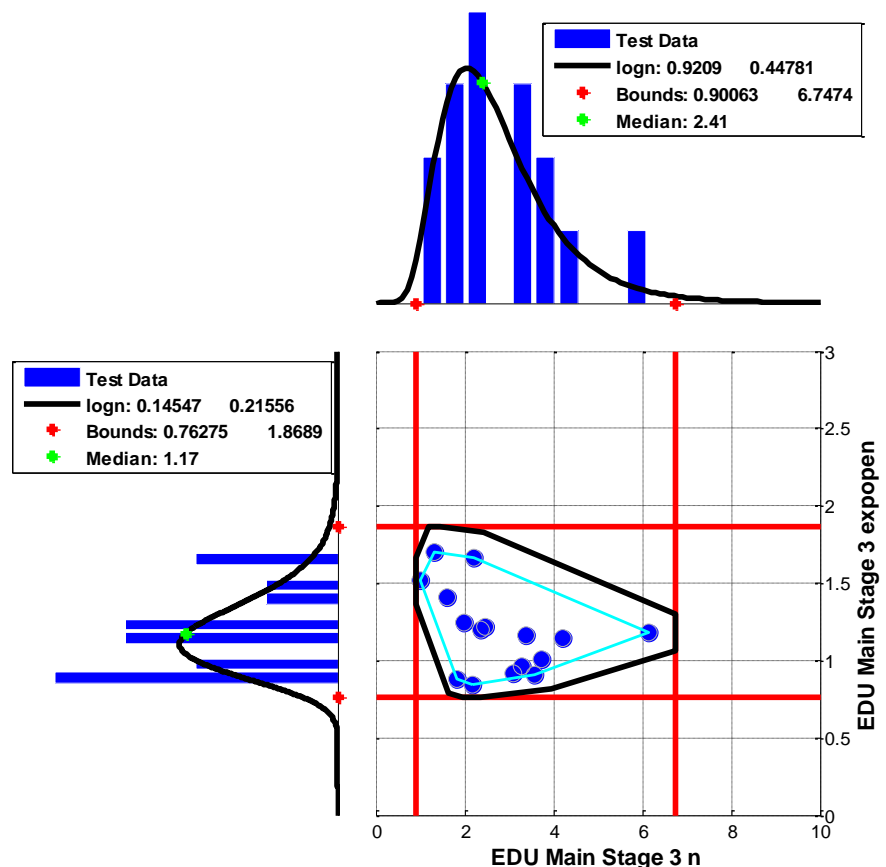 Test Data
logn: 0.9209 0.44781
Bounds: 0.90063 6.7474
Median: 2.41
Test Data
logn: 0.14547 0.21556
Bounds: 0.76275 1.8689
Median: 1.17
3
2.5
2
1.5
1
0.5
0
EDU Main Stage 3 expopen
0 2 4 6 8 10
EDU Main Stage 3 n